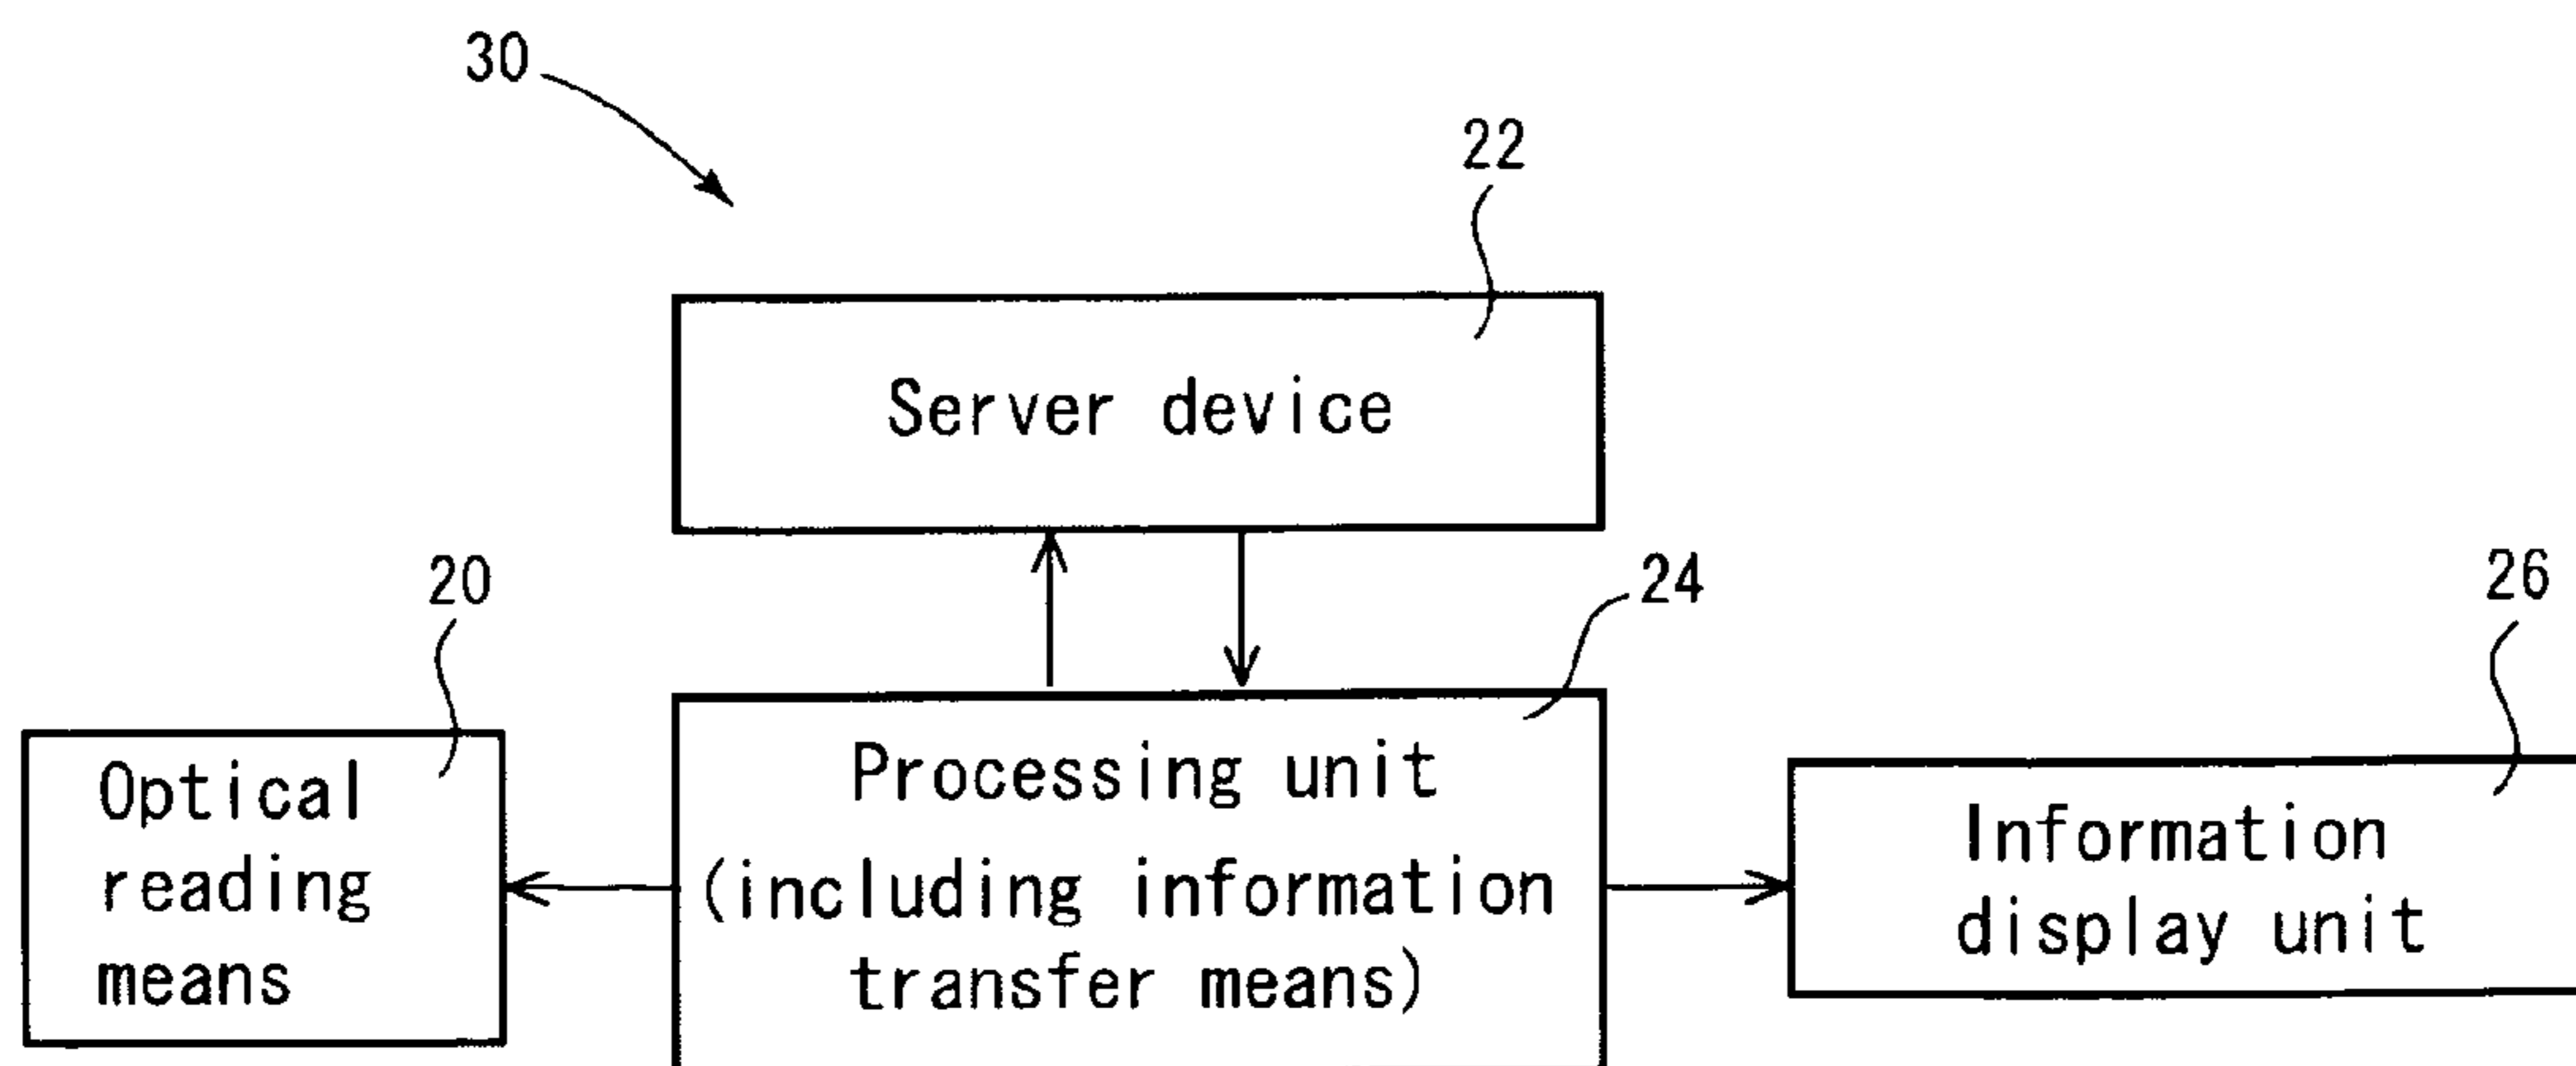 30
22
Server device
20
24
26
Optical
reading
means
Processing unit
(including information
transfer means)
Information
display unit